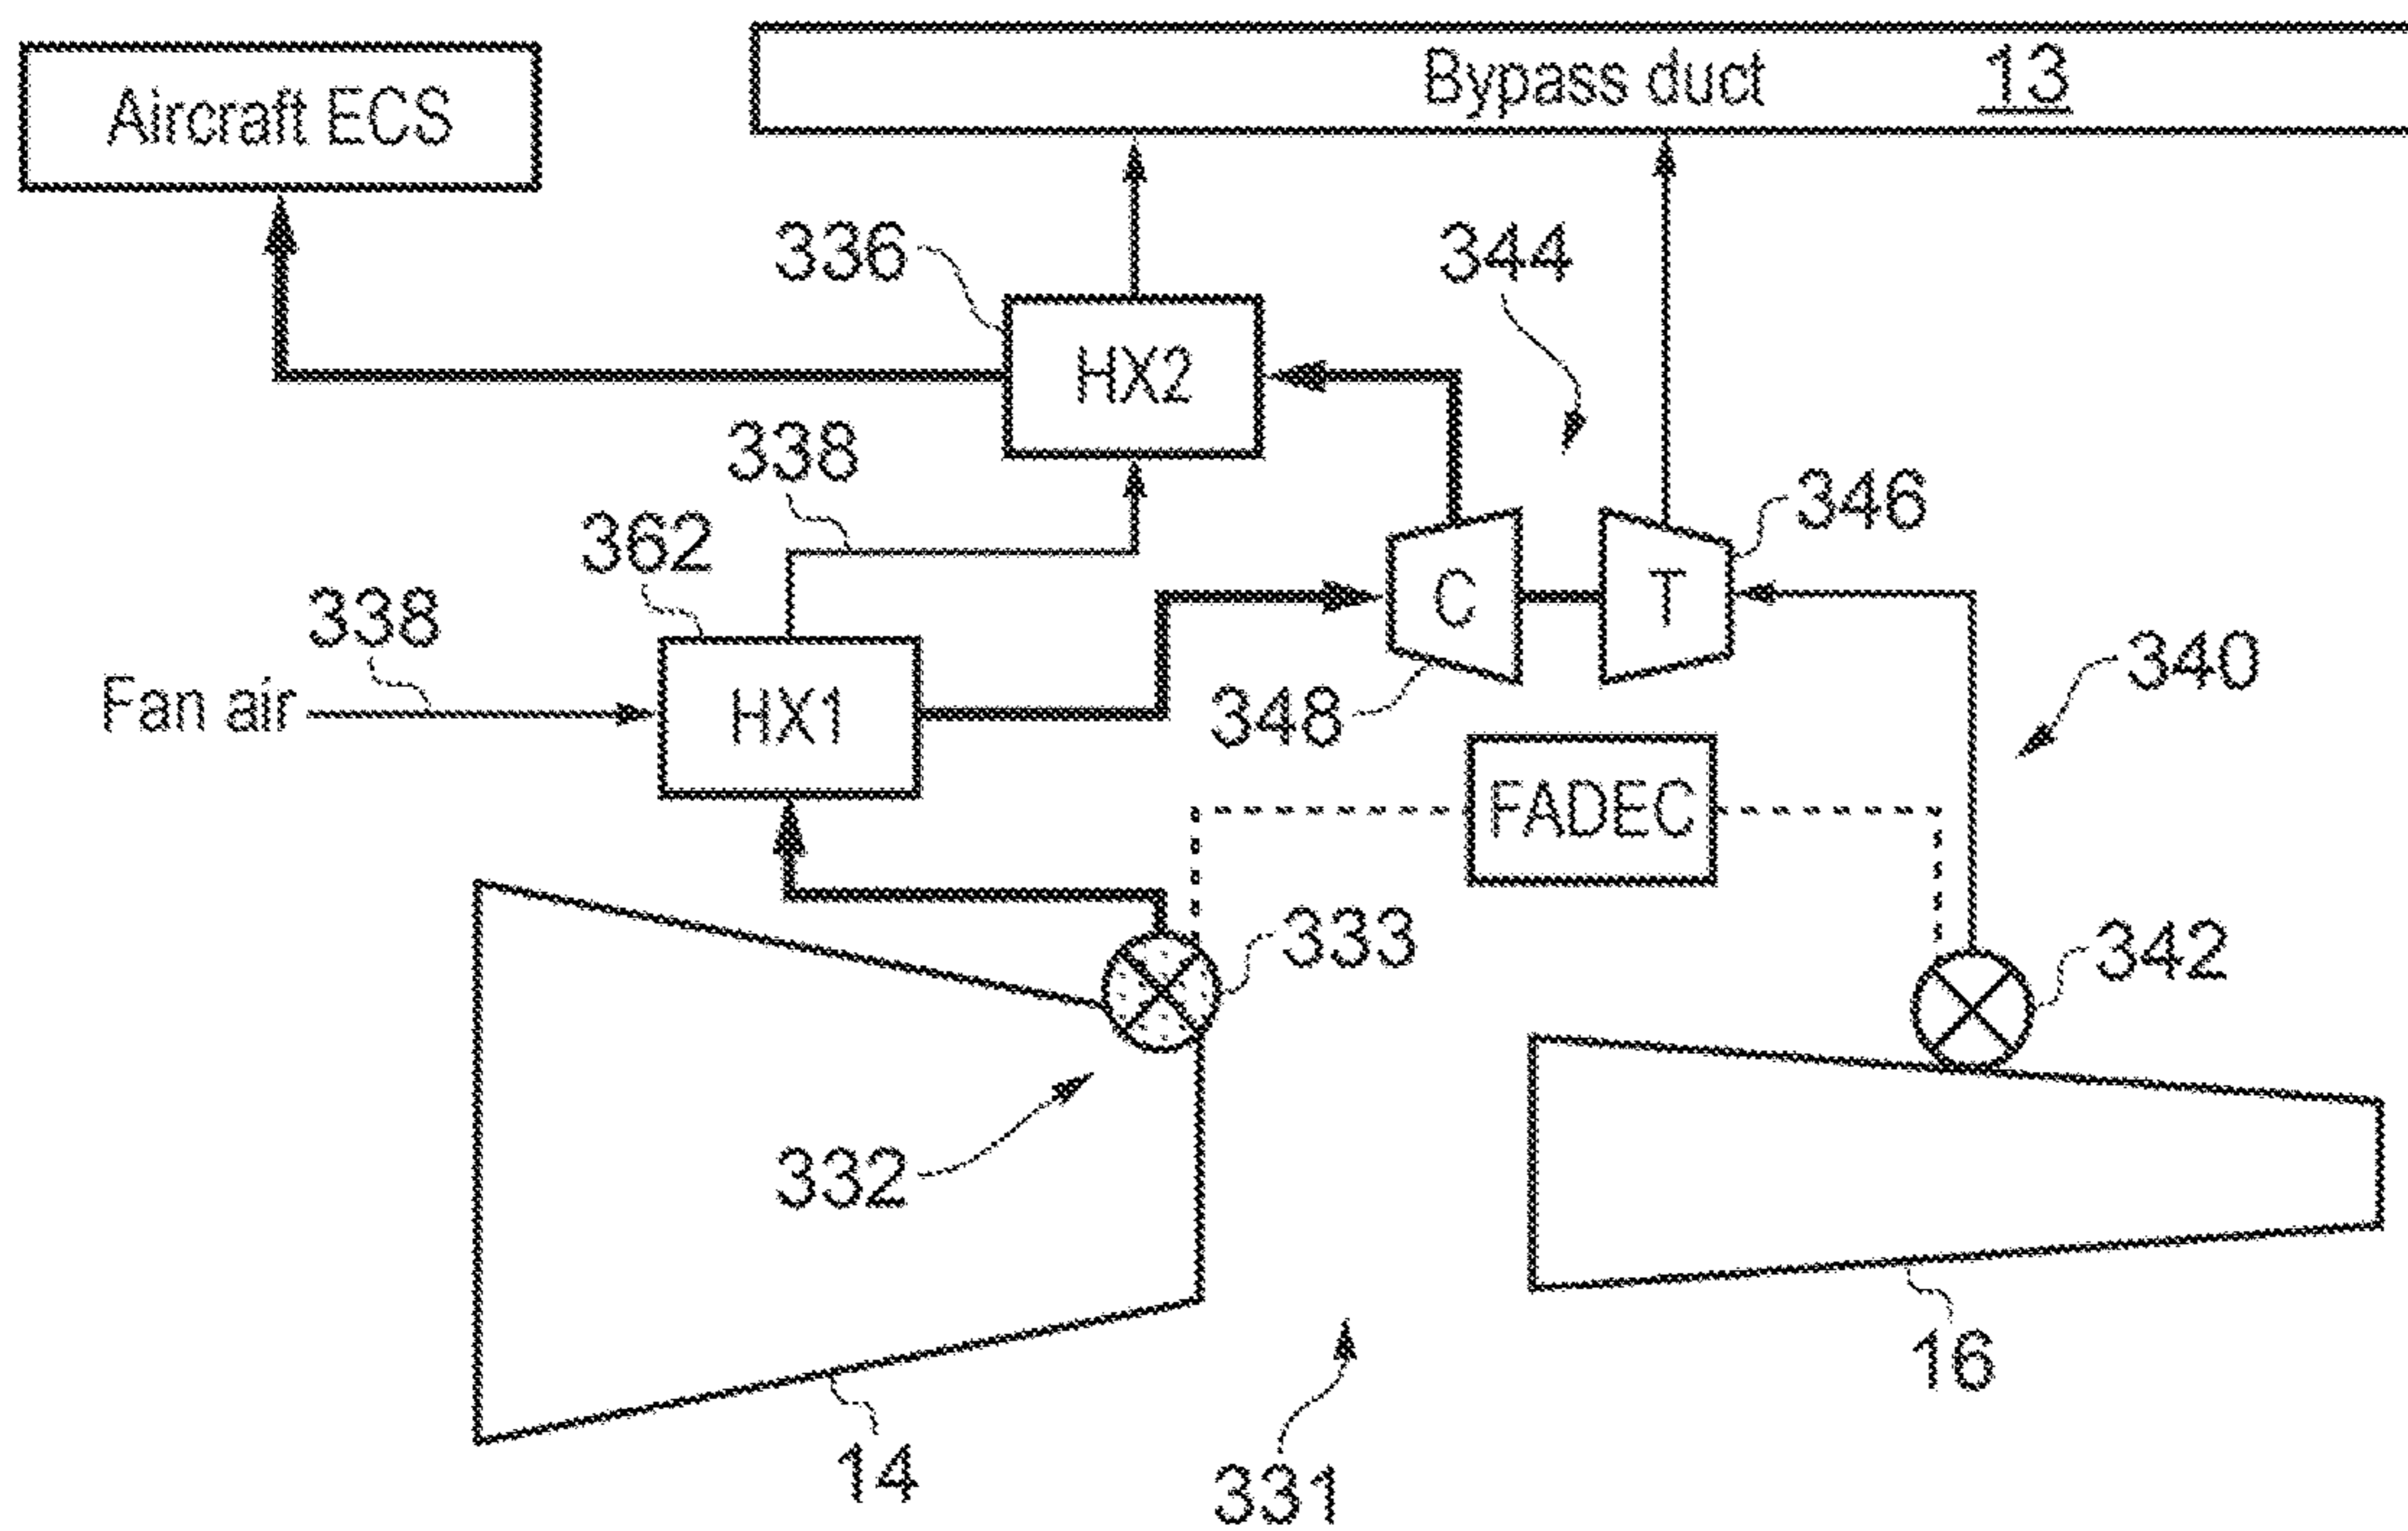 Bypass duct 13
Aircraft ECS
336
344
HX2
338
346
362
C
T
338
340
Fan air
HX1
348
FADEC
333
342
332
16
14
331